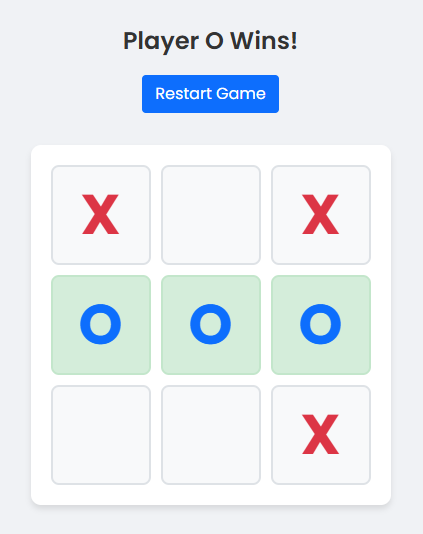 Player O Wins!
Restart Game
X X
O O O
X